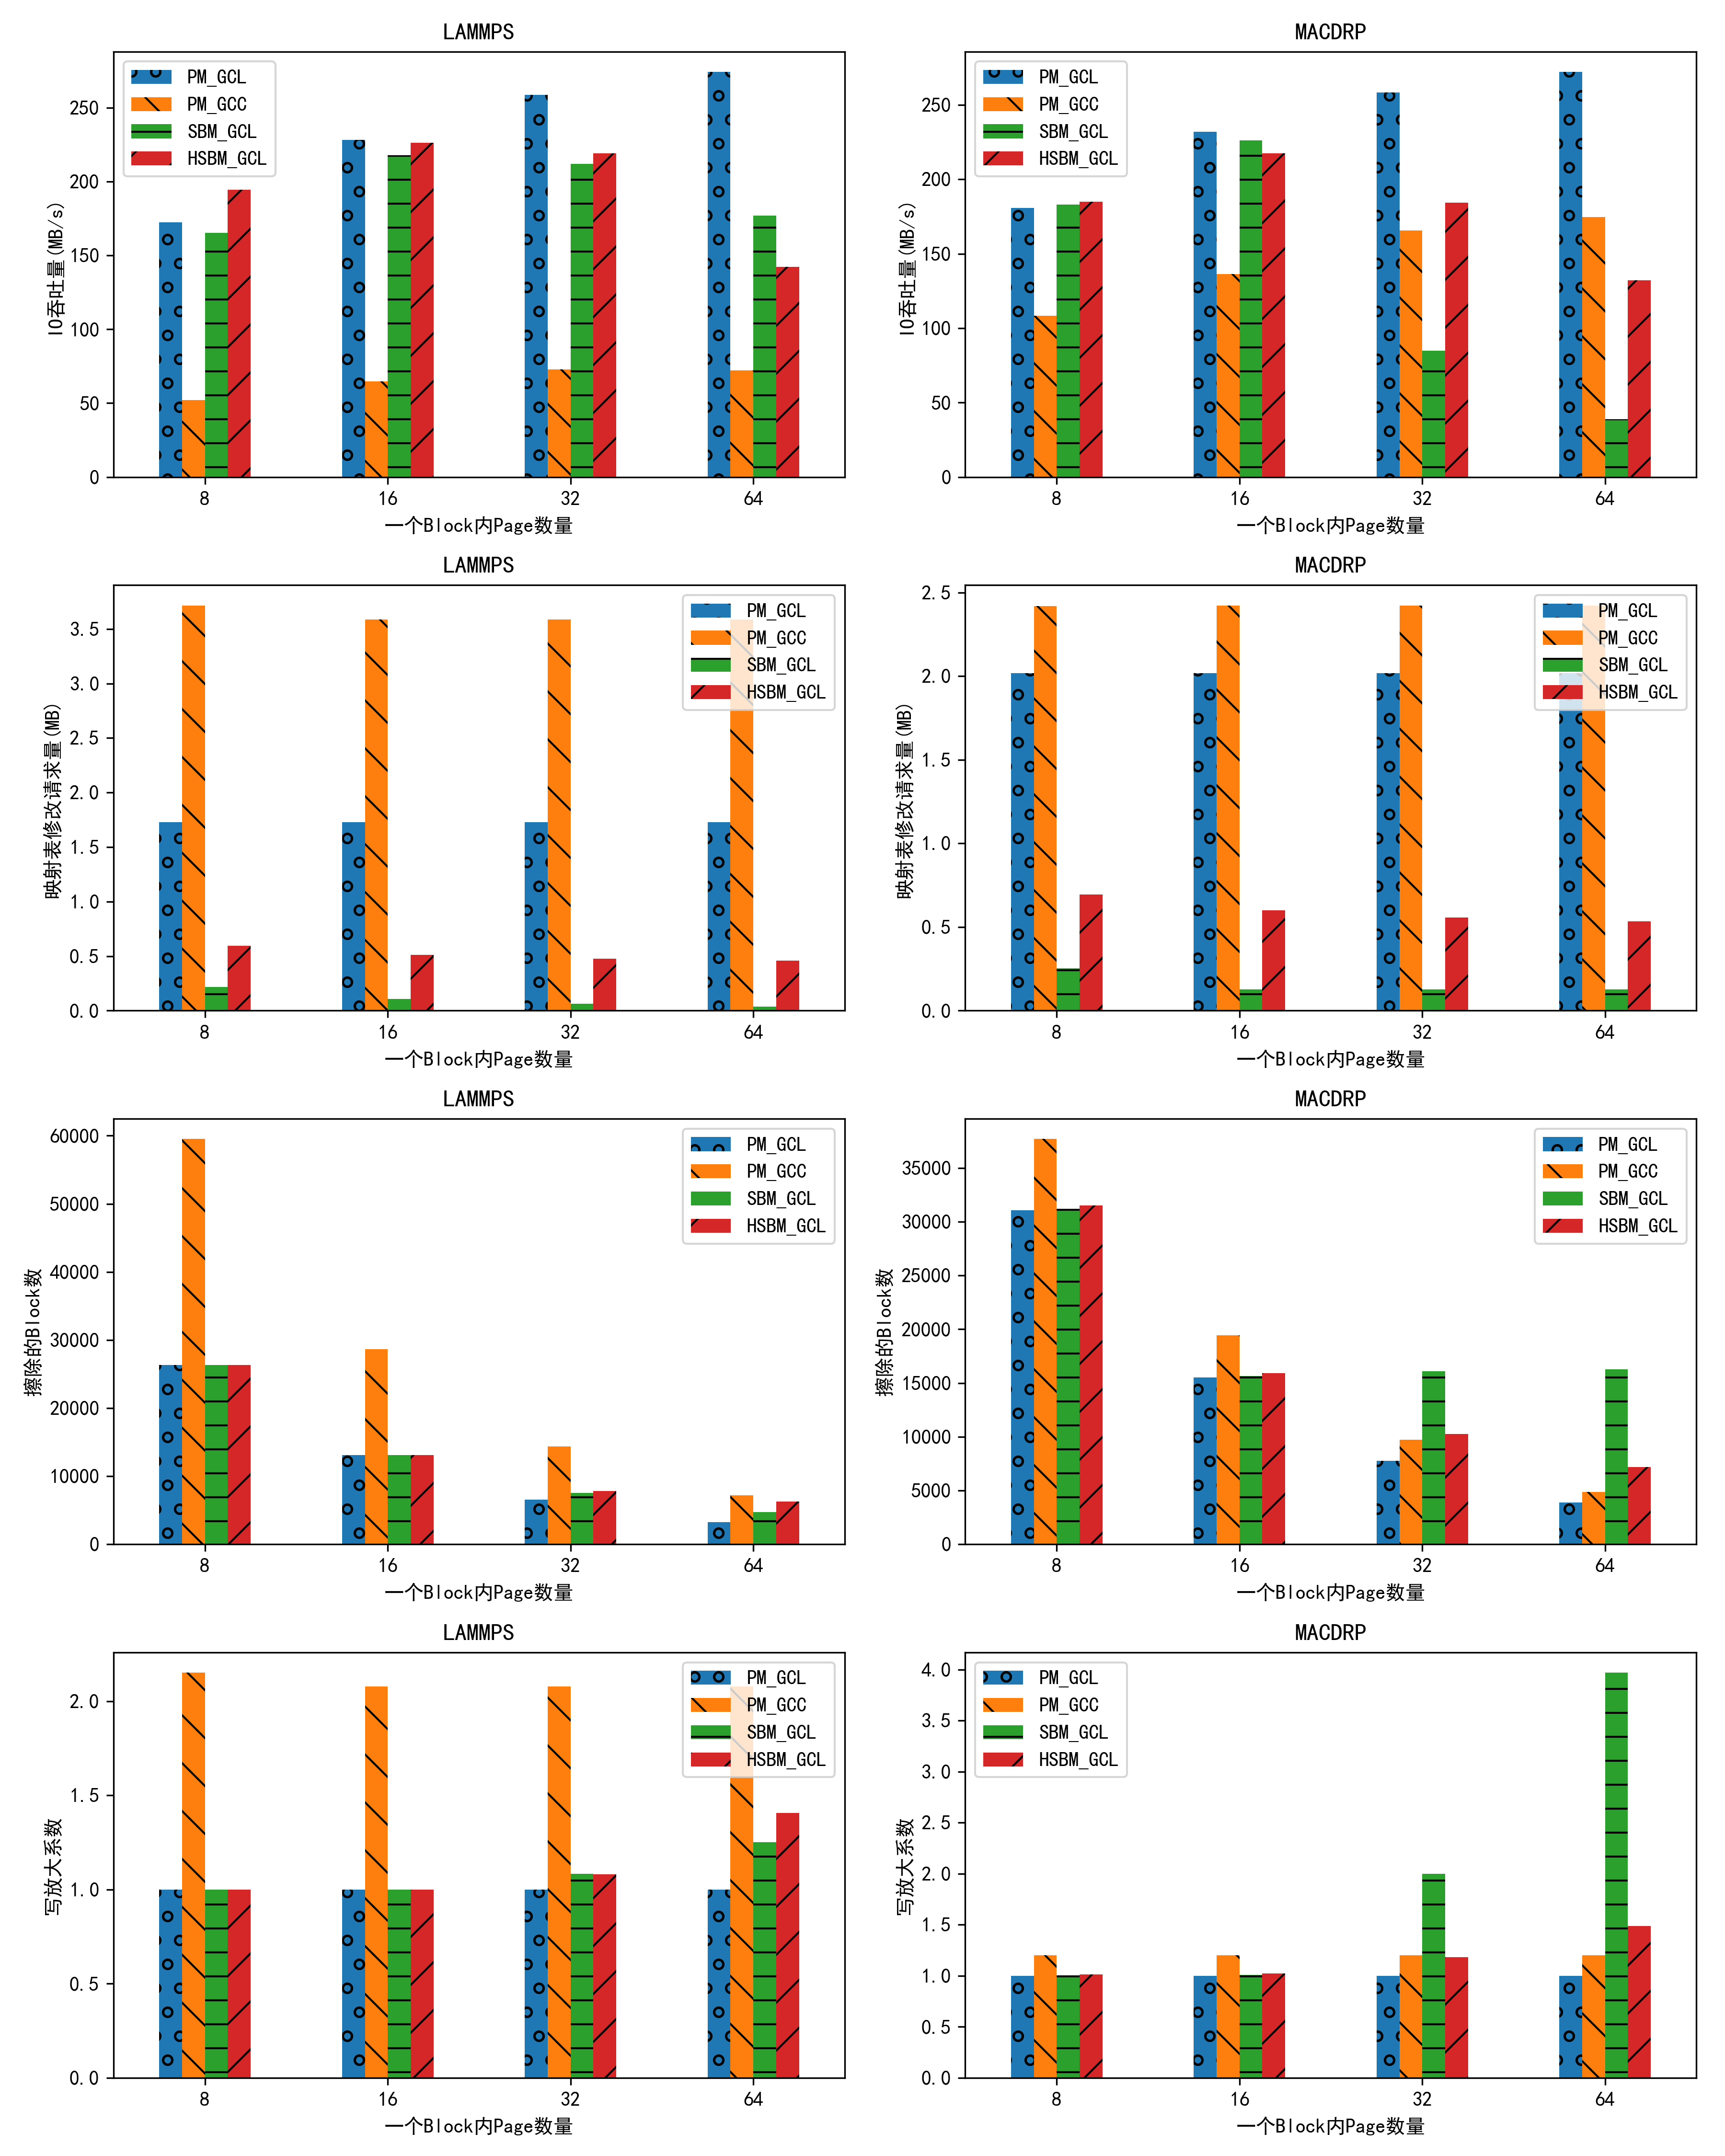 LAMMPS
PM_GCL
PM_GCC
SBM_GCL
HSBM_GCL
IO吞吐量(MB/s)
250
200
150
100
50
0
8 16 32 64
一个Block内Page数量
MACDRP
PM_GCL
PM_GCC
SBM_GCL
HSBM_GCL
IO吞吐量(MB/s)
250
200
150
100
50
0
8 16 32 64
一个Block内Page数量
LAMMPS
PM_GCL
PM_GCC
SBM_GCL
HSBM_GCL
映射表修改请求量(MB)
3.5
3.0
2.5
2.0
1.5
1.0
0.5
0.0
8 16 32 64
一个Block内Page数量
MACDRP
PM_GCL
PM_GCC
SBM_GCL
HSBM_GCL
映射表修改请求量(MB)
2.5
2.0
1.5
1.0
0.5
0.0
8 16 32 64
一个Block内Page数量
LAMMPS
PM_GCL
PM_GCC
SBM_GCL
HSBM_GCL
擦除的Block数
60000
50000
40000
30000
20000
10000
0
8 16 32 64
一个Block内Page数量
MACDRP
PM_GCL
PM_GCC
SBM_GCL
HSBM_GCL
擦除的Block数
35000
30000
25000
20000
15000
10000
5000
0
8 16 32 64
一个Block内Page数量
LAMMPS
PM_GCL
PM_GCC
SBM_GCL
HSBM_GCL
写放大系数
2.0
1.5
1.0
0.5
0.0
8 16 32 64
一个Block内Page数量
MACDRP
PM_GCL
PM_GCC
SBM_GCL
HSBM_GCL
写放大系数
4.0
3.5
3.0
2.5
2.0
1.5
1.0
0.5
0.0
8 16 32 64
一个Block内Page数量